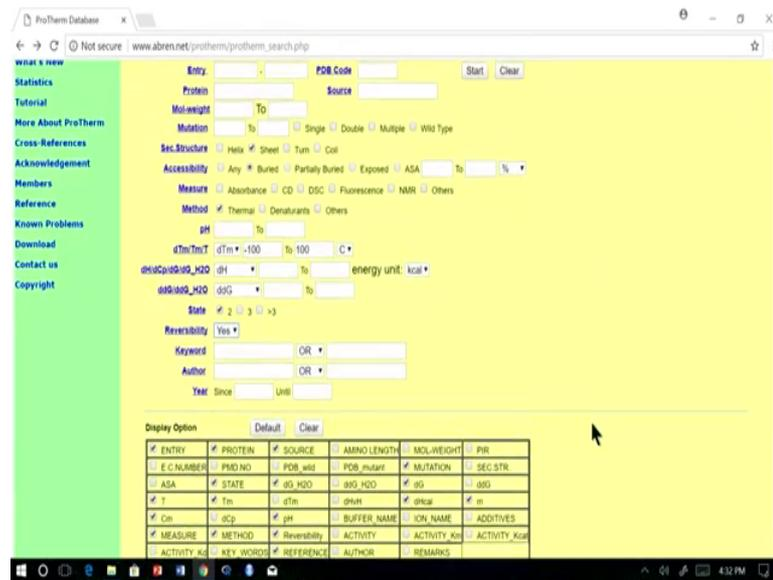 ProTherm Database
Not secure | www.abren.net/protherm/protherm_search.php
What's New
Statistics
Tutorial
More About ProTherm
Cross-References
Acknowledgement
Members
Reference
Known Problems
Download
Contact us
Copyright
Entry - PDB Code Start Clear
Protein Source
Mol-weight To
Mutation To Single Double Multiple Wild Type
Sec.Structure Helix Sheet Turn Coil
Accessibility Any Buried Partially Buried Exposed ASA To %
Measure Absorbance CD DSC Fluorescence NMR Others
Method Thermal Denaturants Others
pH To
dTm/Tm/T dTm -100 To 100 C
dH/dCp/dG/dG_H2O dH To energy unit: kcal
ddG/ddG_H2O ddG To
State 2 3 >3
Reversibility Yes
Keyword OR
Author OR
Year Since Until
Display Option Default Clear
ENTRY PROTEIN SOURCE AMINO LENGTH MOL-WEIGHT PIR
E.C.NUMBER PMD.NO PDB_wild PDB_mutant MUTATION SEC.STR.
ASA STATE dG_H2O ddG_H2O dG ddG
T Tm dTm dHvH dHcal m
Cm dCp pH BUFFER_NAME ION_NAME ADDITIVES
MEASURE METHOD Reversibility ACTIVITY ACTIVITY_Km ACTIVITY_Kcat
ACTIVITY_Kd KEY_WORDS REFERENCE AUTHOR REMARKS
4:32 PM